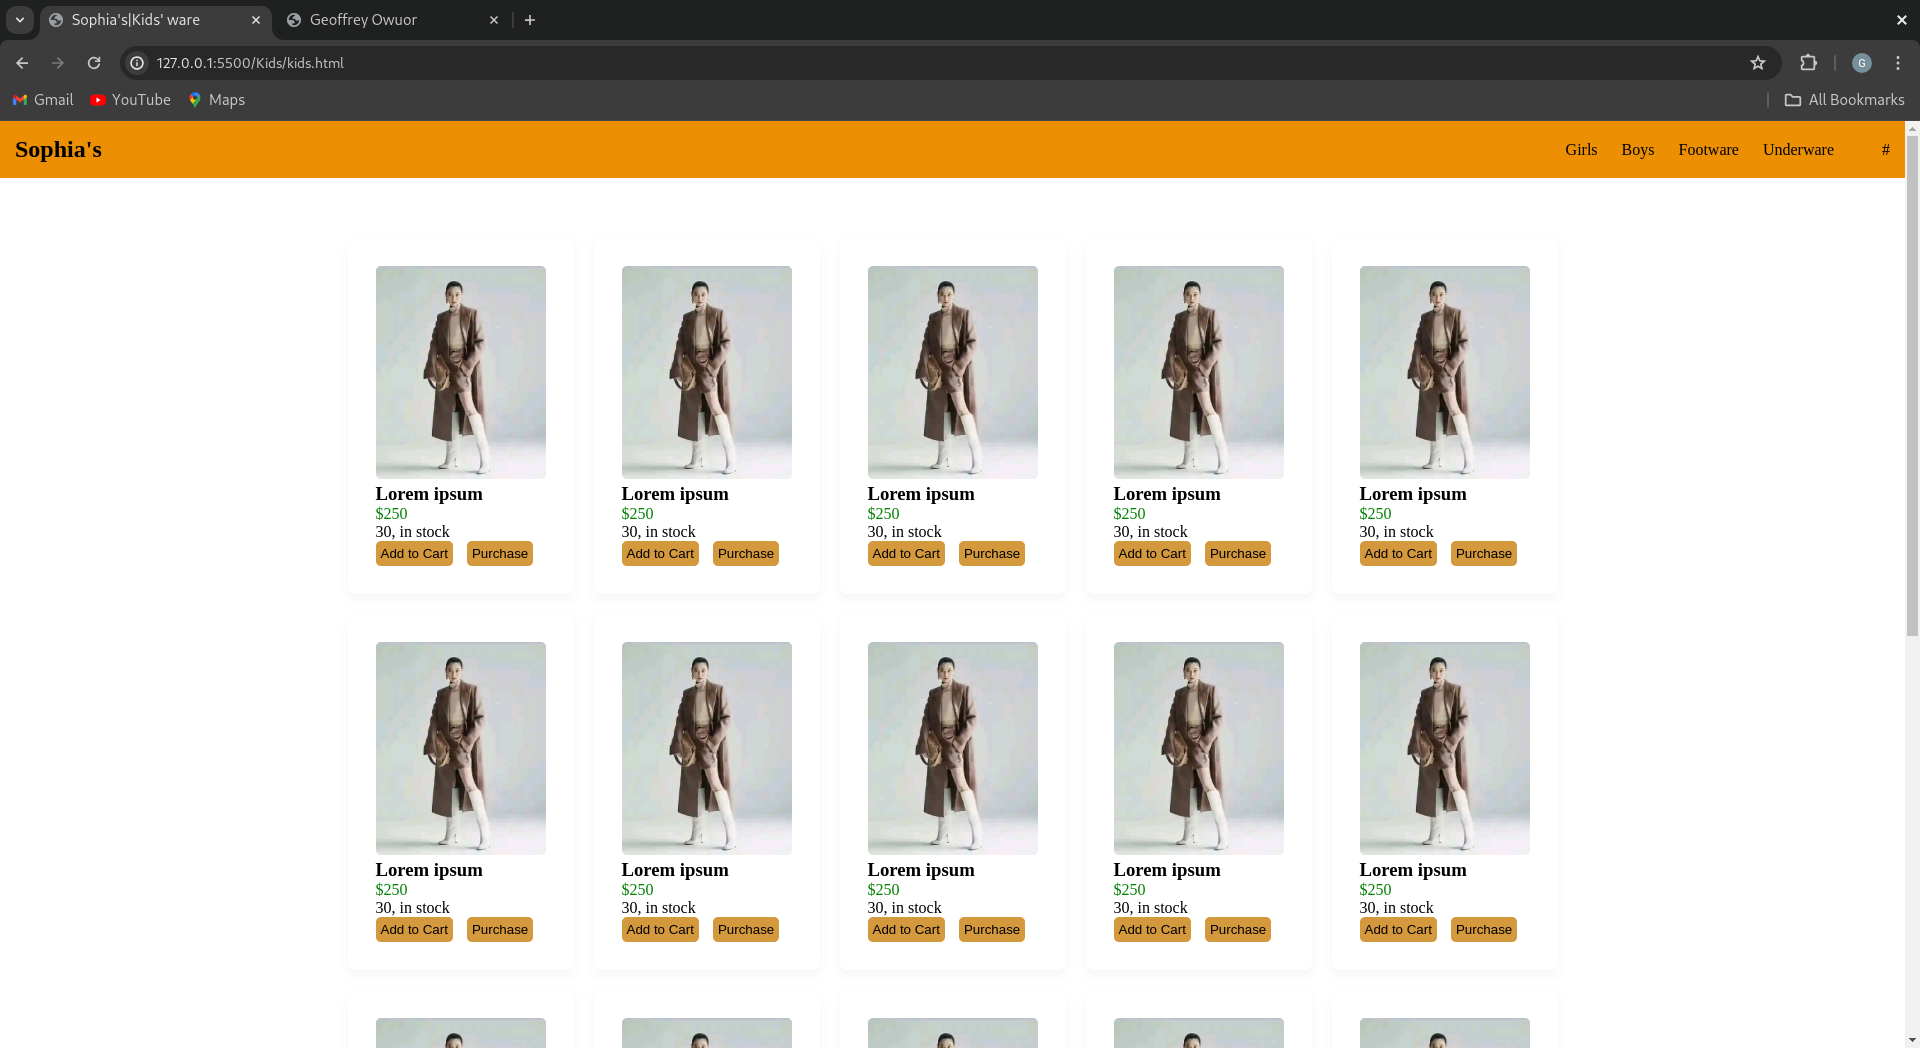 Sophia's|Kids' ware
Geoffrey Owuor
127.0.0.1:5500/Kids/kids.html
G
Gmail YouTube Maps All Bookmarks
Sophia's Girls Boys Footware Underware #
Lorem ipsum Lorem ipsum Lorem ipsum Lorem ipsum Lorem ipsum
$250 $250 $250 $250 $250
30, in stock 30, in stock 30, in stock 30, in stock 30, in stock
Add to Cart Purchase Add to Cart Purchase Add to Cart Purchase Add to Cart Purchase Add to Cart Purchase
Lorem ipsum Lorem ipsum Lorem ipsum Lorem ipsum Lorem ipsum
$250 $250 $250 $250 $250
30, in stock 30, in stock 30, in stock 30, in stock 30, in stock
Add to Cart Purchase Add to Cart Purchase Add to Cart Purchase Add to Cart Purchase Add to Cart Purchase